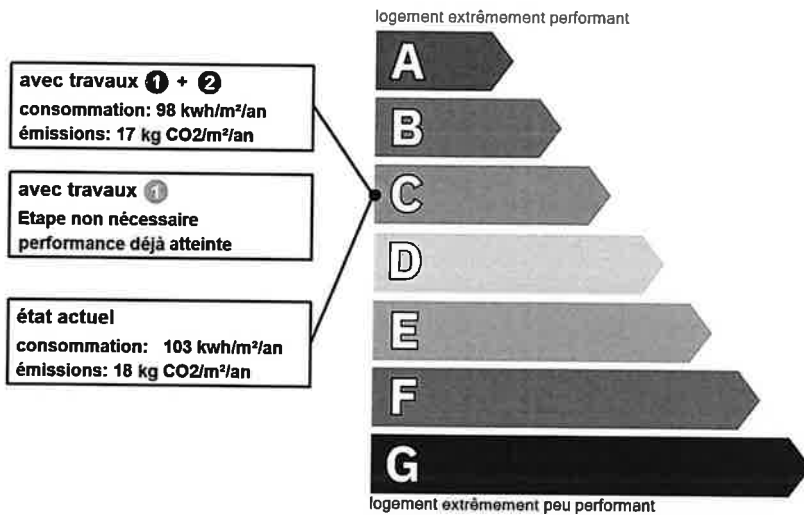 logement extrêmement performant
avec travaux 1 + 2
consommation: 98 kwh/m²/an
émissions: 17 kg CO2/m²/an
avec travaux 1
Etape non nécessaire
performance déjà atteinte
état actuel
consommation: 103 kwh/m²/an
émissions: 18 kg CO2/m²/an
A
B
C
D
E
F
G
logement extrêmement peu performant